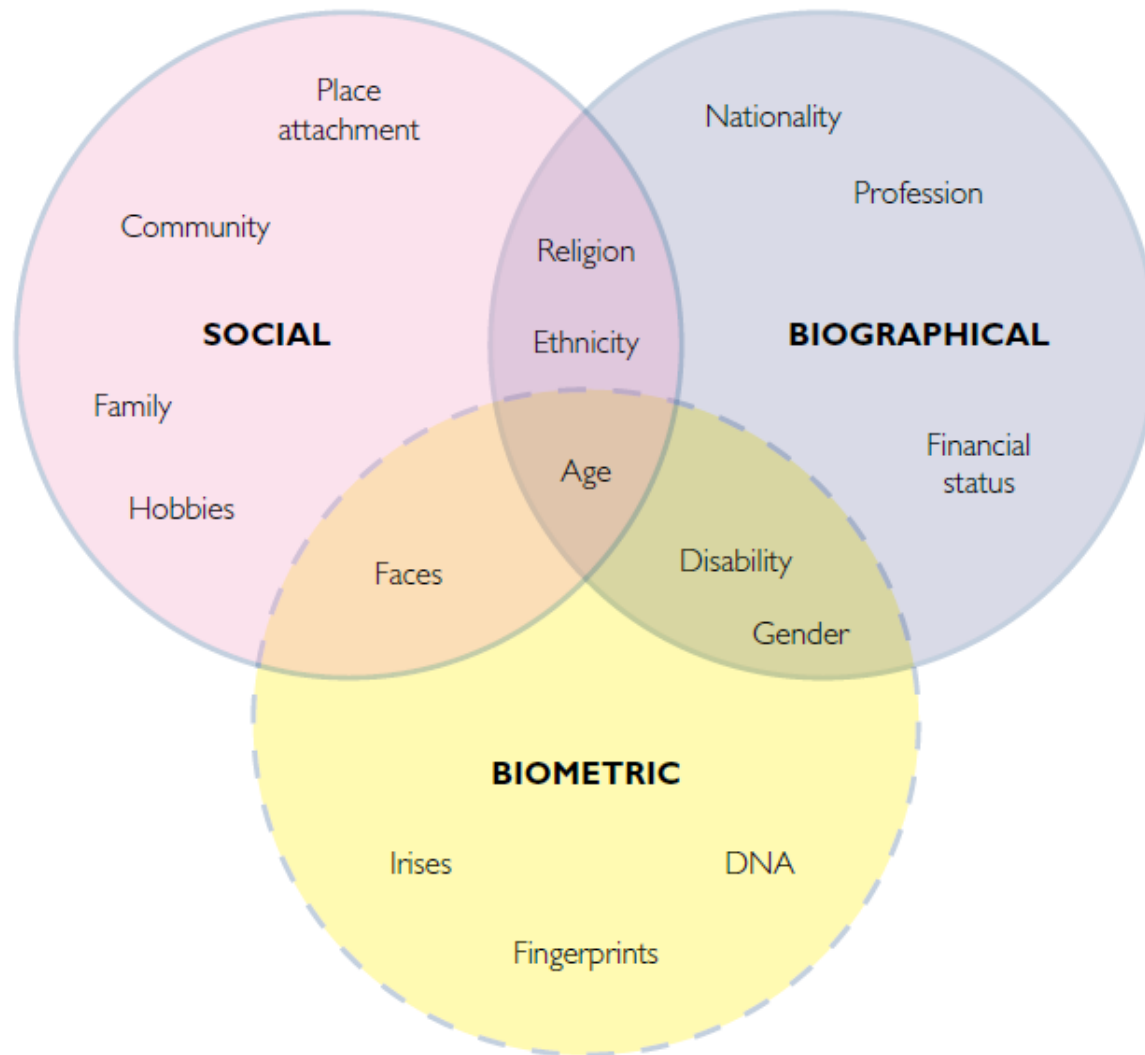 Place
attachment
Nationality
Profession
Community
Religion
SOCIAL
Ethnicity
BIOGRAPHICAL
Family
Financial
status
Age
Hobbies
Faces
Disability
Gender
BIOMETRIC
Irises
DNA
Fingerprints